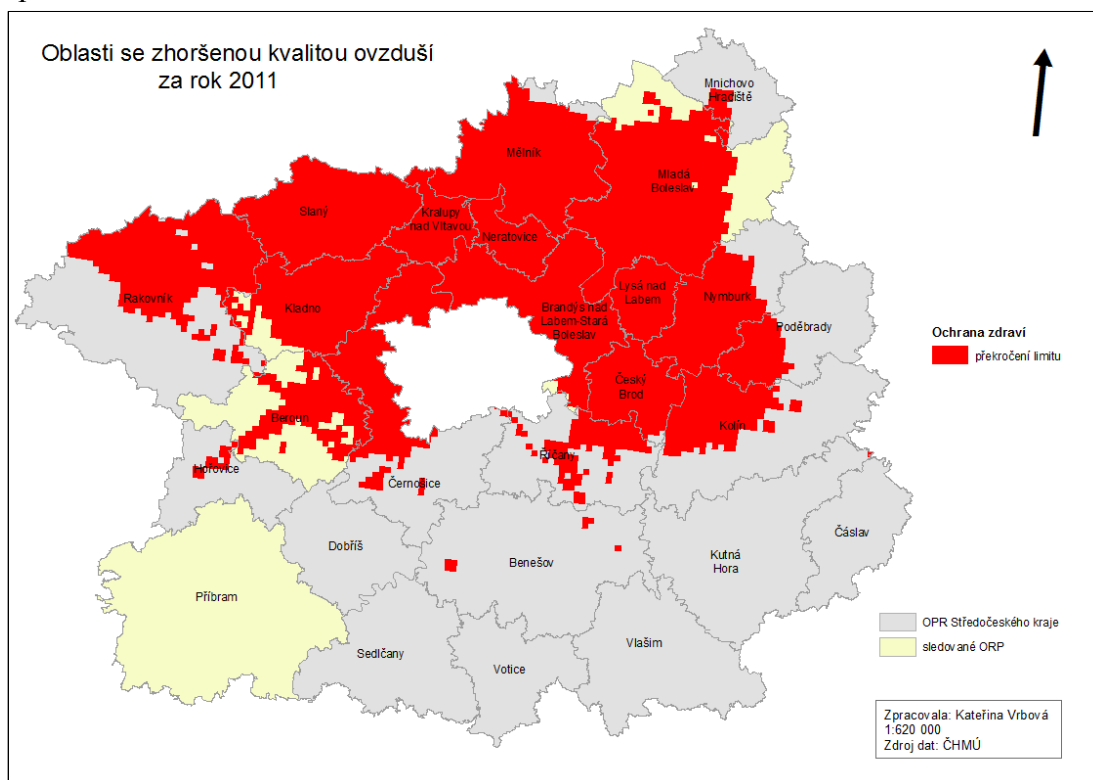 Oblasti se zhoršenou kvalitou ovzduší
za rok 2011
Mnichovo
Hradiště
Mělník
Mladá
Boleslav
Slaný
Kralupy
nad Vltavou
Neratovice
Rakovník
Kladno
Lysá nad
Labem
Nymburk
Brandýs nad
Labem-Stará
Boleslav
Poděbrady
Ochrana zdraví
překročení limitu
Český
Brod
Beroun
Kolín
Hořovice
Říčany
Černošice
Dobříš
Benešov
Kutná
Hora
Čáslav
Příbram
Sedlčany
Votice
Vlašim
OPR Středočeského kraje
sledované ORP
Zpracovala: Kateřina Vrbová
1:620 000
Zdroj dat: ČHMÚ